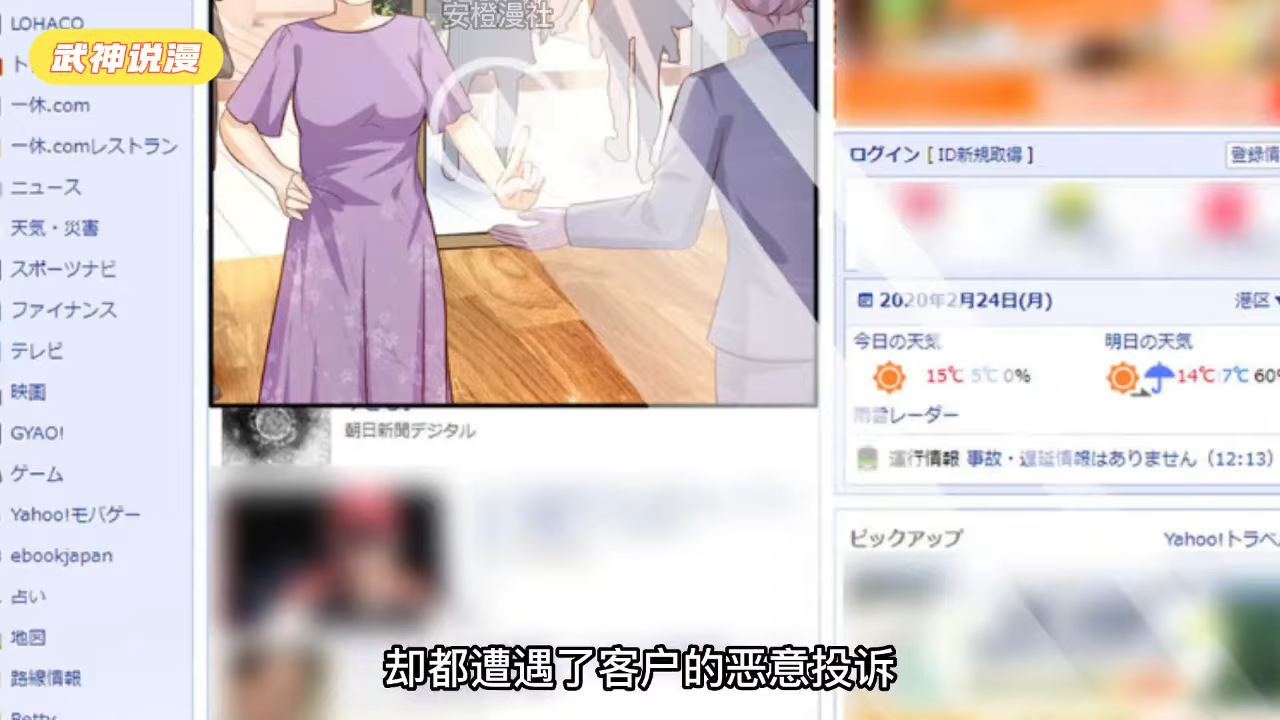 LOHACO
武神说漫
一休.com
一休.comレストラン
ニュース
天気・災害
スポーツナビ
ファイナンス
テレビ
映画
GYAO!
ゲーム
Yahoo!モバゲー
ebookjapan
占い
地図
路線情報
安橙漫社
朝日新聞デジタル
ログイン [ ID新規取得 ]
登録情
2020年2月24日(月)
港区
今日の天気
明日の天気
15℃ 5℃ 0%
14℃ 7℃ 60%
雨雲レーダー
運行情報 事故・遅延情報はありません（12:13）
ピックアップ
Yahoo!トラベ
却都遭遇了客户的恶意投诉